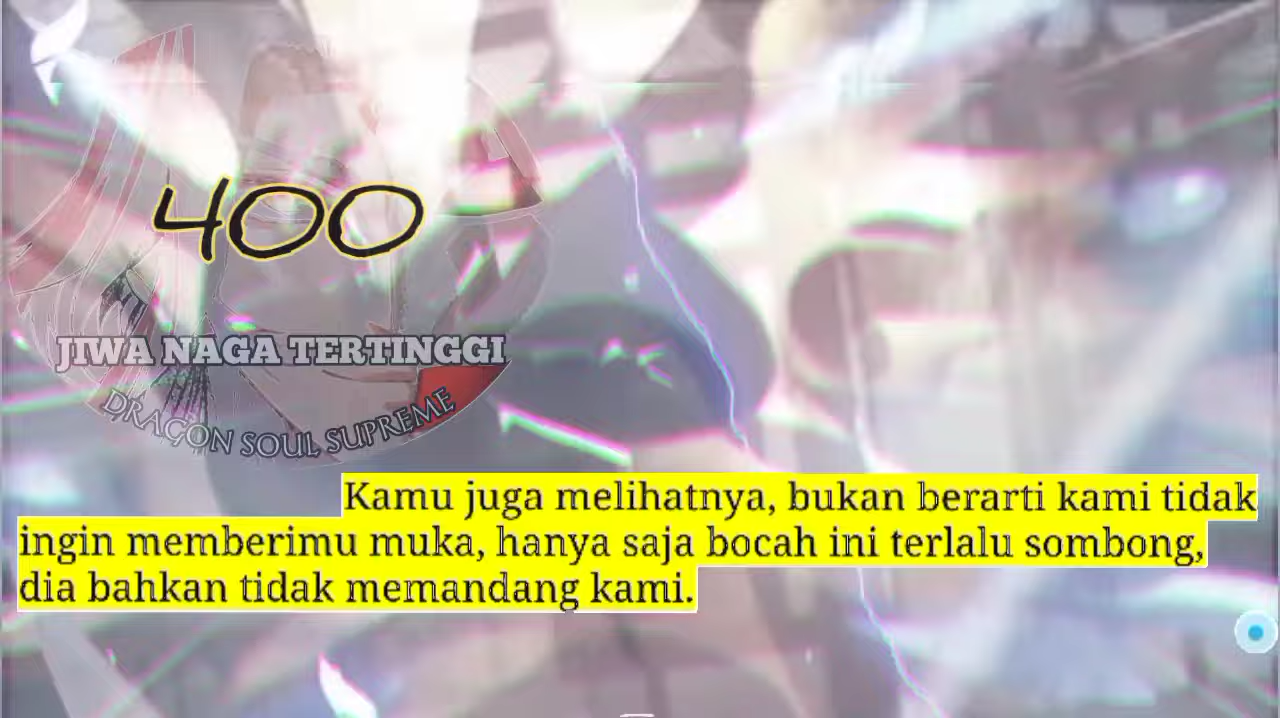 400
JIWA NAGA TERTINGGI
DRAGON SOUL SUPREME
Kamu juga melihatnya, bukan berarti kami tidak
ingin memberimu muka, hanya saja bocah ini terlalu sombong,
dia bahkan tidak memandang kami.